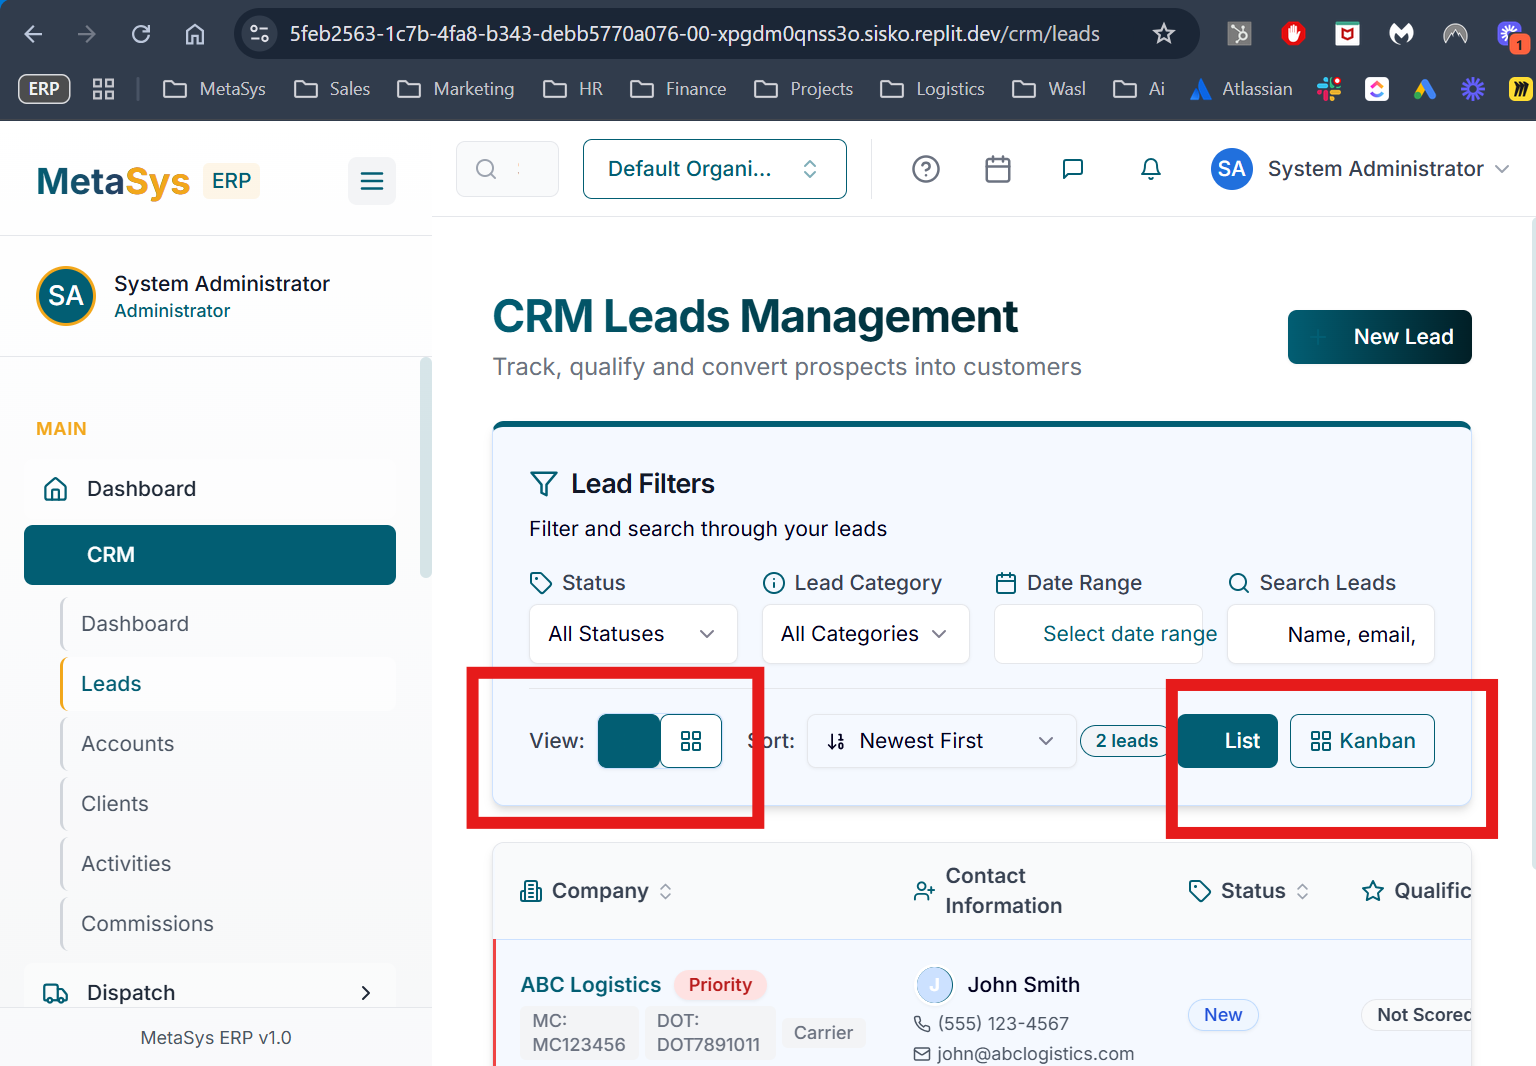 5feb2563-1c7b-4fa8-b343-debb5770a076-00-xpgdm0qnss3o.sisko.replit.dev/crm/leads
1
ERP
MetaSys
Sales
Marketing
HR
Finance
Projects
Logistics
Wasl
Ai
Atlassian
MetaSys ERP
Default Organi...
SA
System Administrator
SA
System Administrator
Administrator
MAIN
Dashboard
CRM
Dashboard
Leads
Accounts
Clients
Activities
Commissions
Dispatch
MetaSys ERP v1.0
CRM Leads Management
Track, qualify and convert prospects into customers
New Lead
Lead Filters
Filter and search through your leads
Status
Lead Category
Date Range
Search Leads
All Statuses
All Categories
Select date range
Name, email,
View:
Sort:
Newest First
2 leads
List
Kanban
Company
Contact
Information
Status
Qualific
ABC Logistics
Priority
MC:
MC123456
DOT:
DOT7891011
Carrier
J
John Smith
(555) 123-4567
john@abclogistics.com
New
Not Scored